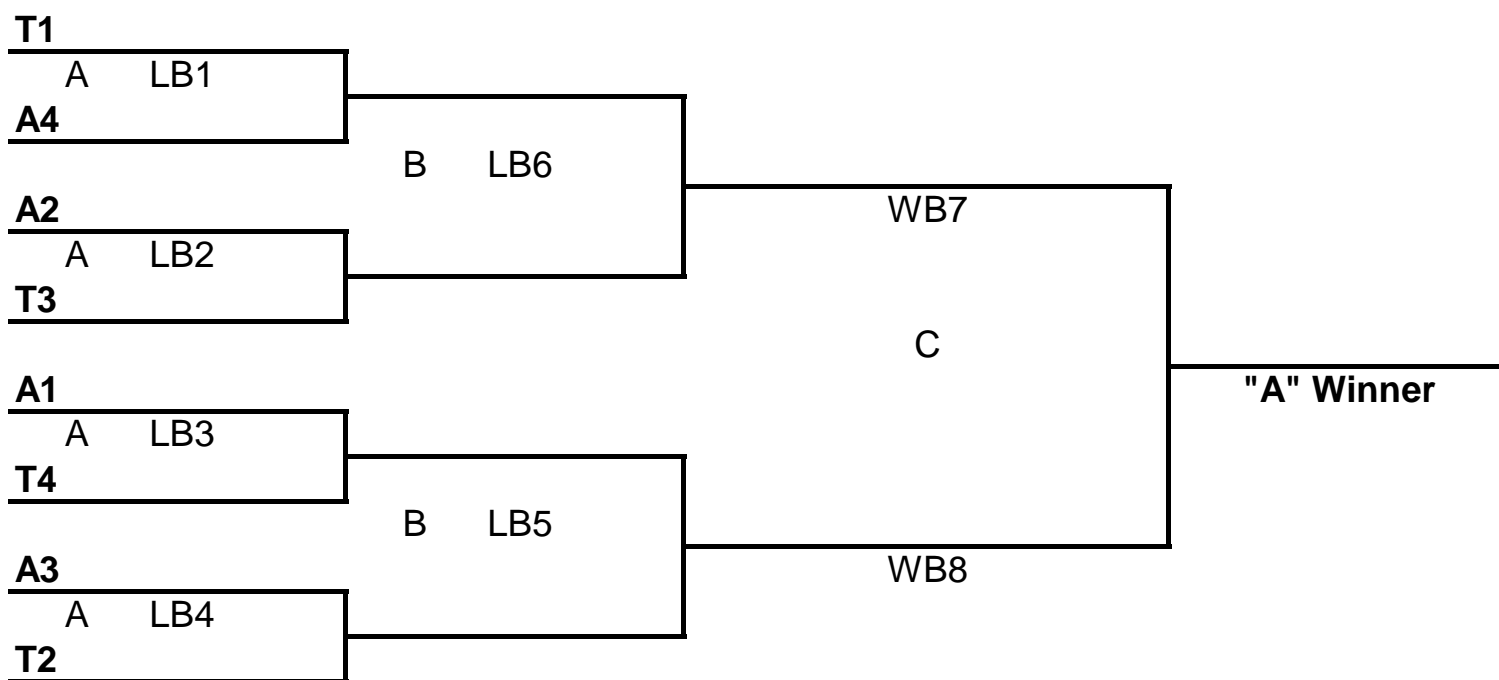 T1
A LB1
A4
B LB6
A2
WB7
A LB2
T3
C
A1
"A" Winner
A LB3
T4
B LB5
A3
WB8
A LB4
T2